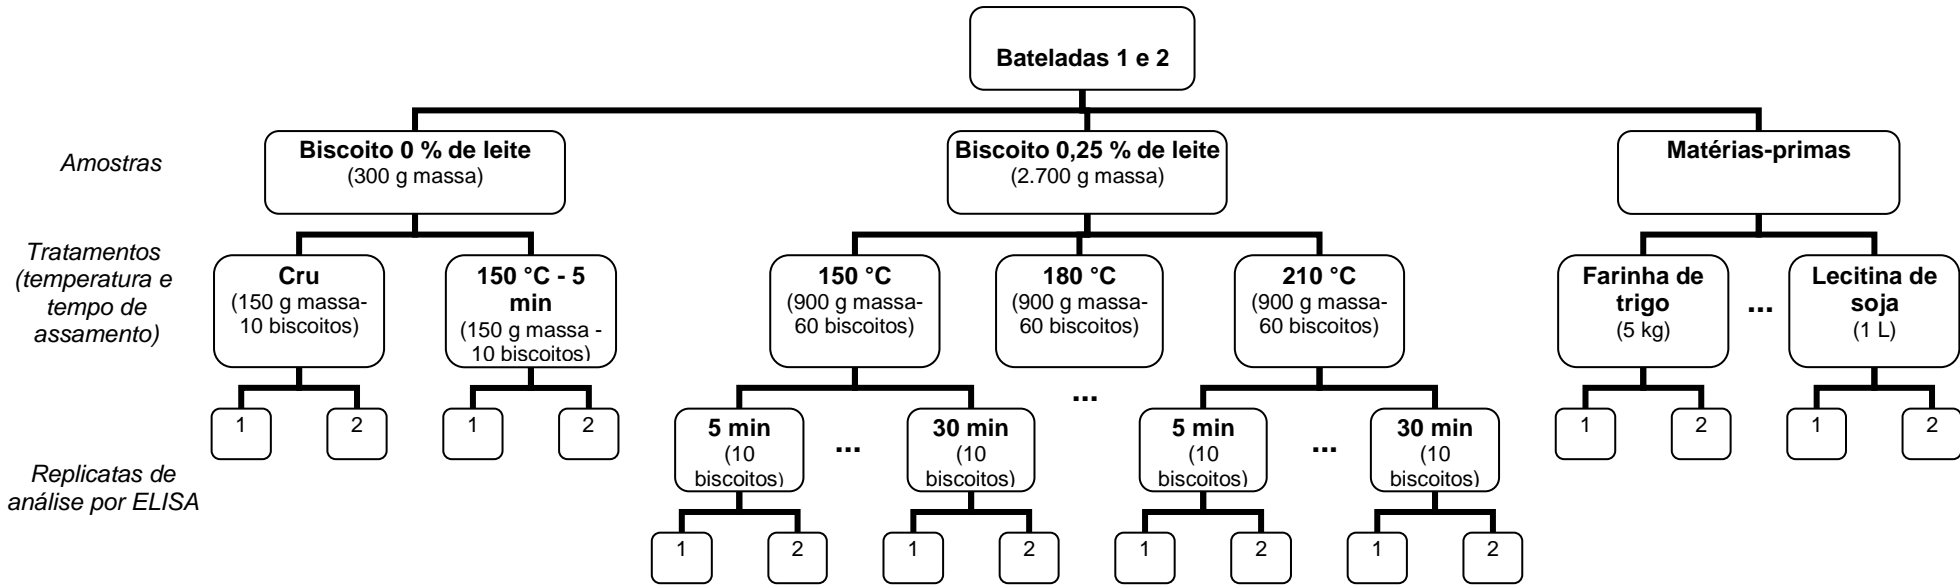 Bateladas 1 e 2
Amostras
Biscoito 0 % de leite
(300 g massa)
Biscoito 0,25 % de leite
(2.700 g massa)
Matérias-primas
Tratamentos
(temperatura e
tempo de
assamento)
Cru
(150 g massa-
10 biscoitos)
150 °C - 5
min
(150 g massa -
10 biscoitos)
150 °C
(900 g massa-
60 biscoitos)
180 °C
(900 g massa-
60 biscoitos)
210 °C
(900 g massa-
60 biscoitos)
Farinha de
trigo
(5 kg)
...
Lecitina de
soja
(1 L)
1
2
1
2
...
1
2
1
2
5 min
(10
biscoitos)
...
30 min
(10
biscoitos)
5 min
(10
biscoitos)
...
30 min
(10
biscoitos)
Replicatas de
análise por ELISA
1
2
1
2
1
2
1
2